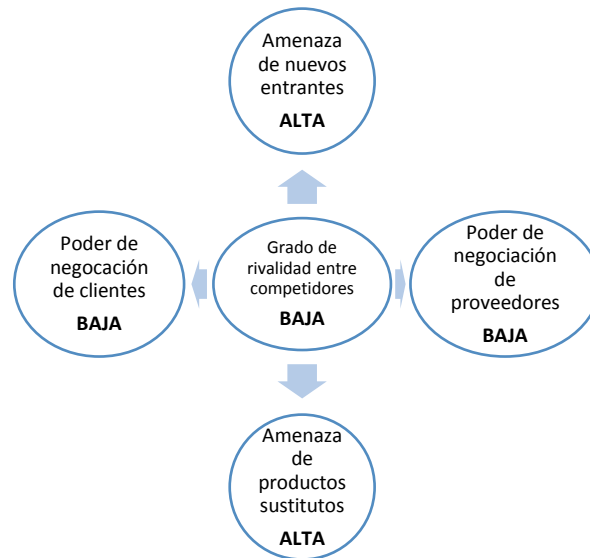 Amenaza
de nuevos
entrantes
ALTA
Poder de
negocación
de clientes
BAJA
Grado de
rivalidad entre
competidores
BAJA
Poder de
negociación
de
proveedores
BAJA
Amenaza
de
productos
sustitutos
ALTA